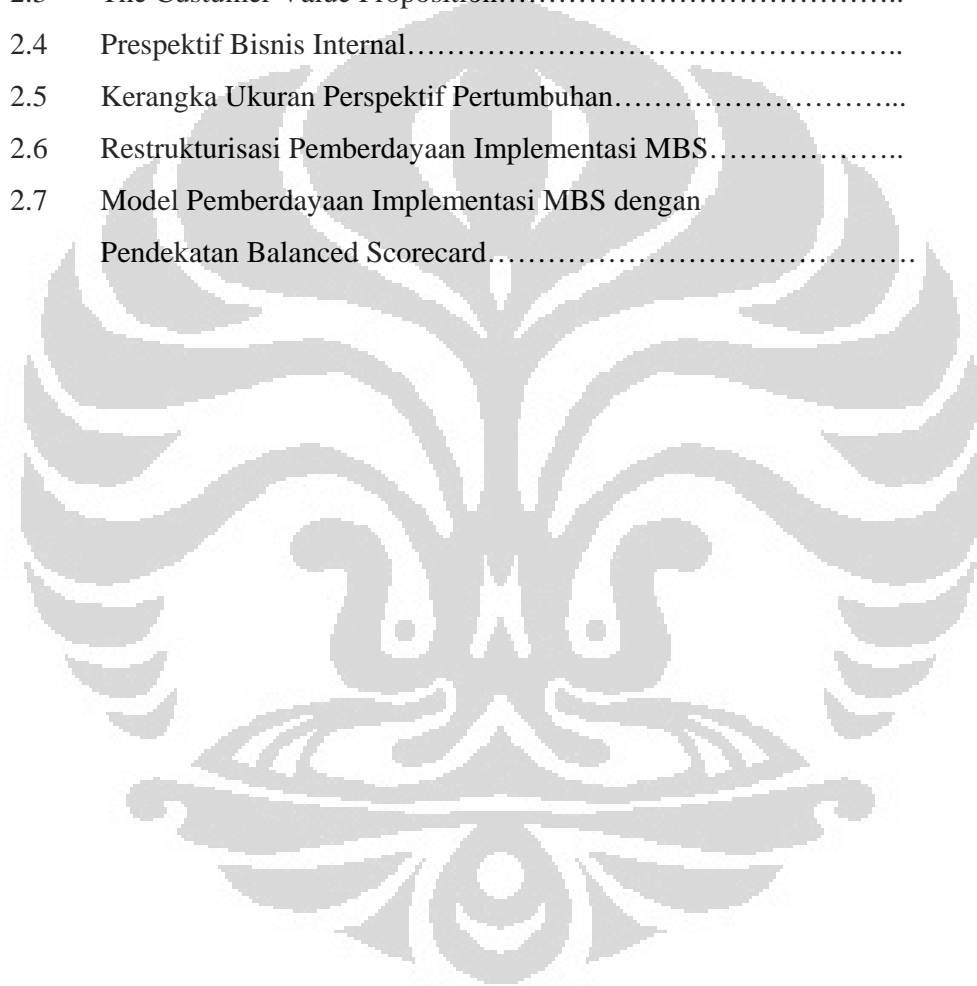 2.4 Prespektif Bisnis Internal…………………………………………..
2.5 Kerangka Ukuran Perspektif Pertumbuhan………………………...
2.6 Restrukturisasi Pemberdayaan Implementasi MBS………………..
2.7 Model Pemberdayaan Implementasi MBS dengan
Pendekatan Balanced Scorecard…………………………………….